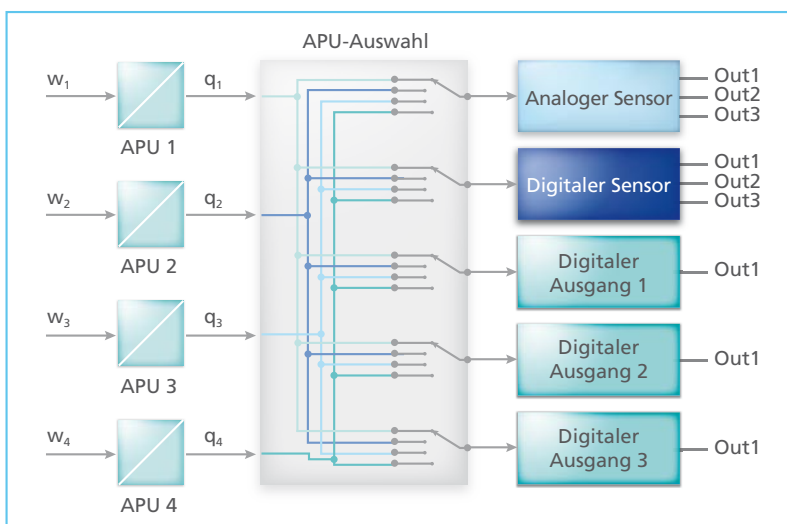 APU-Auswahl
w1
q1
APU 1
Analoger Sensor
Out1
Out2
Out3
w2
q2
APU 2
Digitaler Sensor
Out1
Out2
Out3
Digitaler
Ausgang 1
Out1
w3
q3
APU 3
Digitaler
Ausgang 2
Out1
w4
q4
APU 4
Digitaler
Ausgang 3
Out1